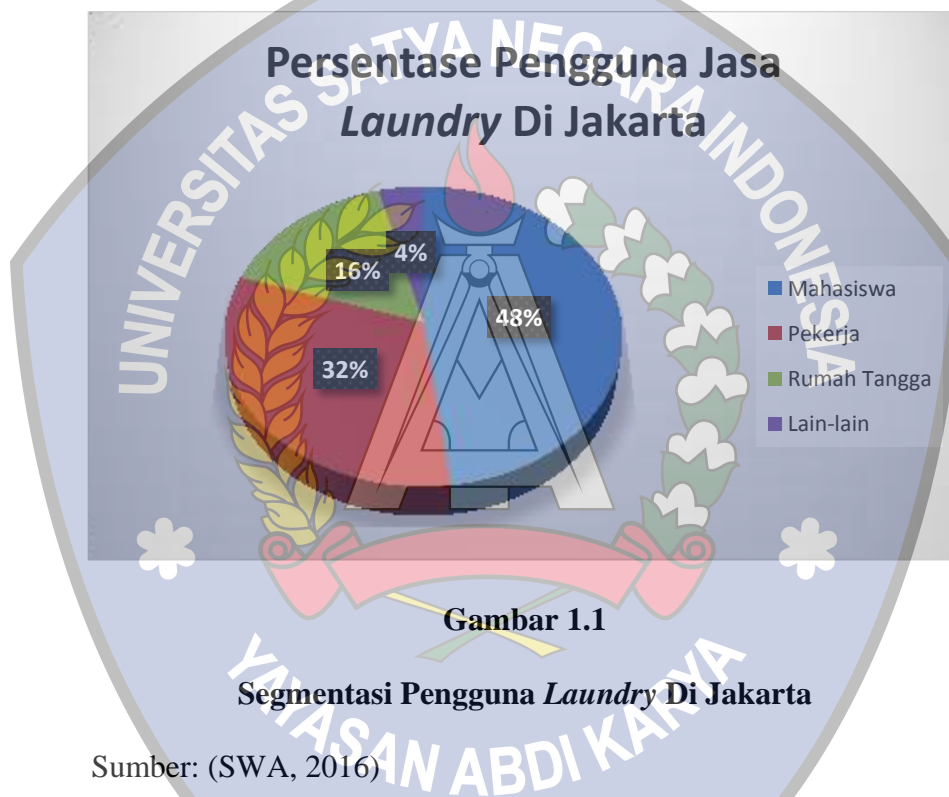 Persentase Pengguna Jasa
Laundry Di Jakarta
UNIVERSITAS SATYA NEGARA INDONESIA
4%
16%
48%
32%
Mahasiswa
Pekerja
Rumah Tangga
Lain-lain
Gambar 1.1
Segmentasi Pengguna Laundry Di Jakarta
YAYASAN ABDI KARYA
Sumber: (SWA, 2016)